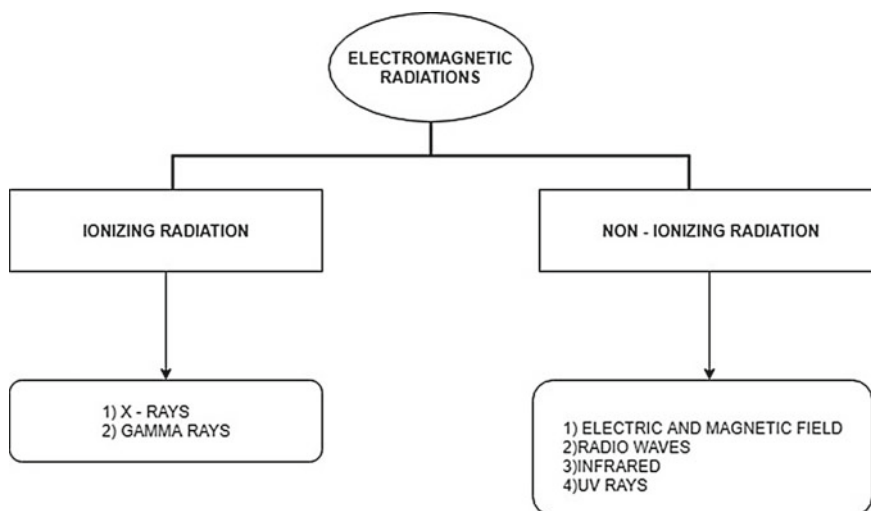 ELECTROMAGNETIC
RADIATIONS
IONIZING RADIATION
NON - IONIZING RADIATION
1) X - RAYS
2) GAMMA RAYS
1) ELECTRIC AND MAGNETIC FIELD
2)RADIO WAVES
3)INFRARED
4)UV RAYS